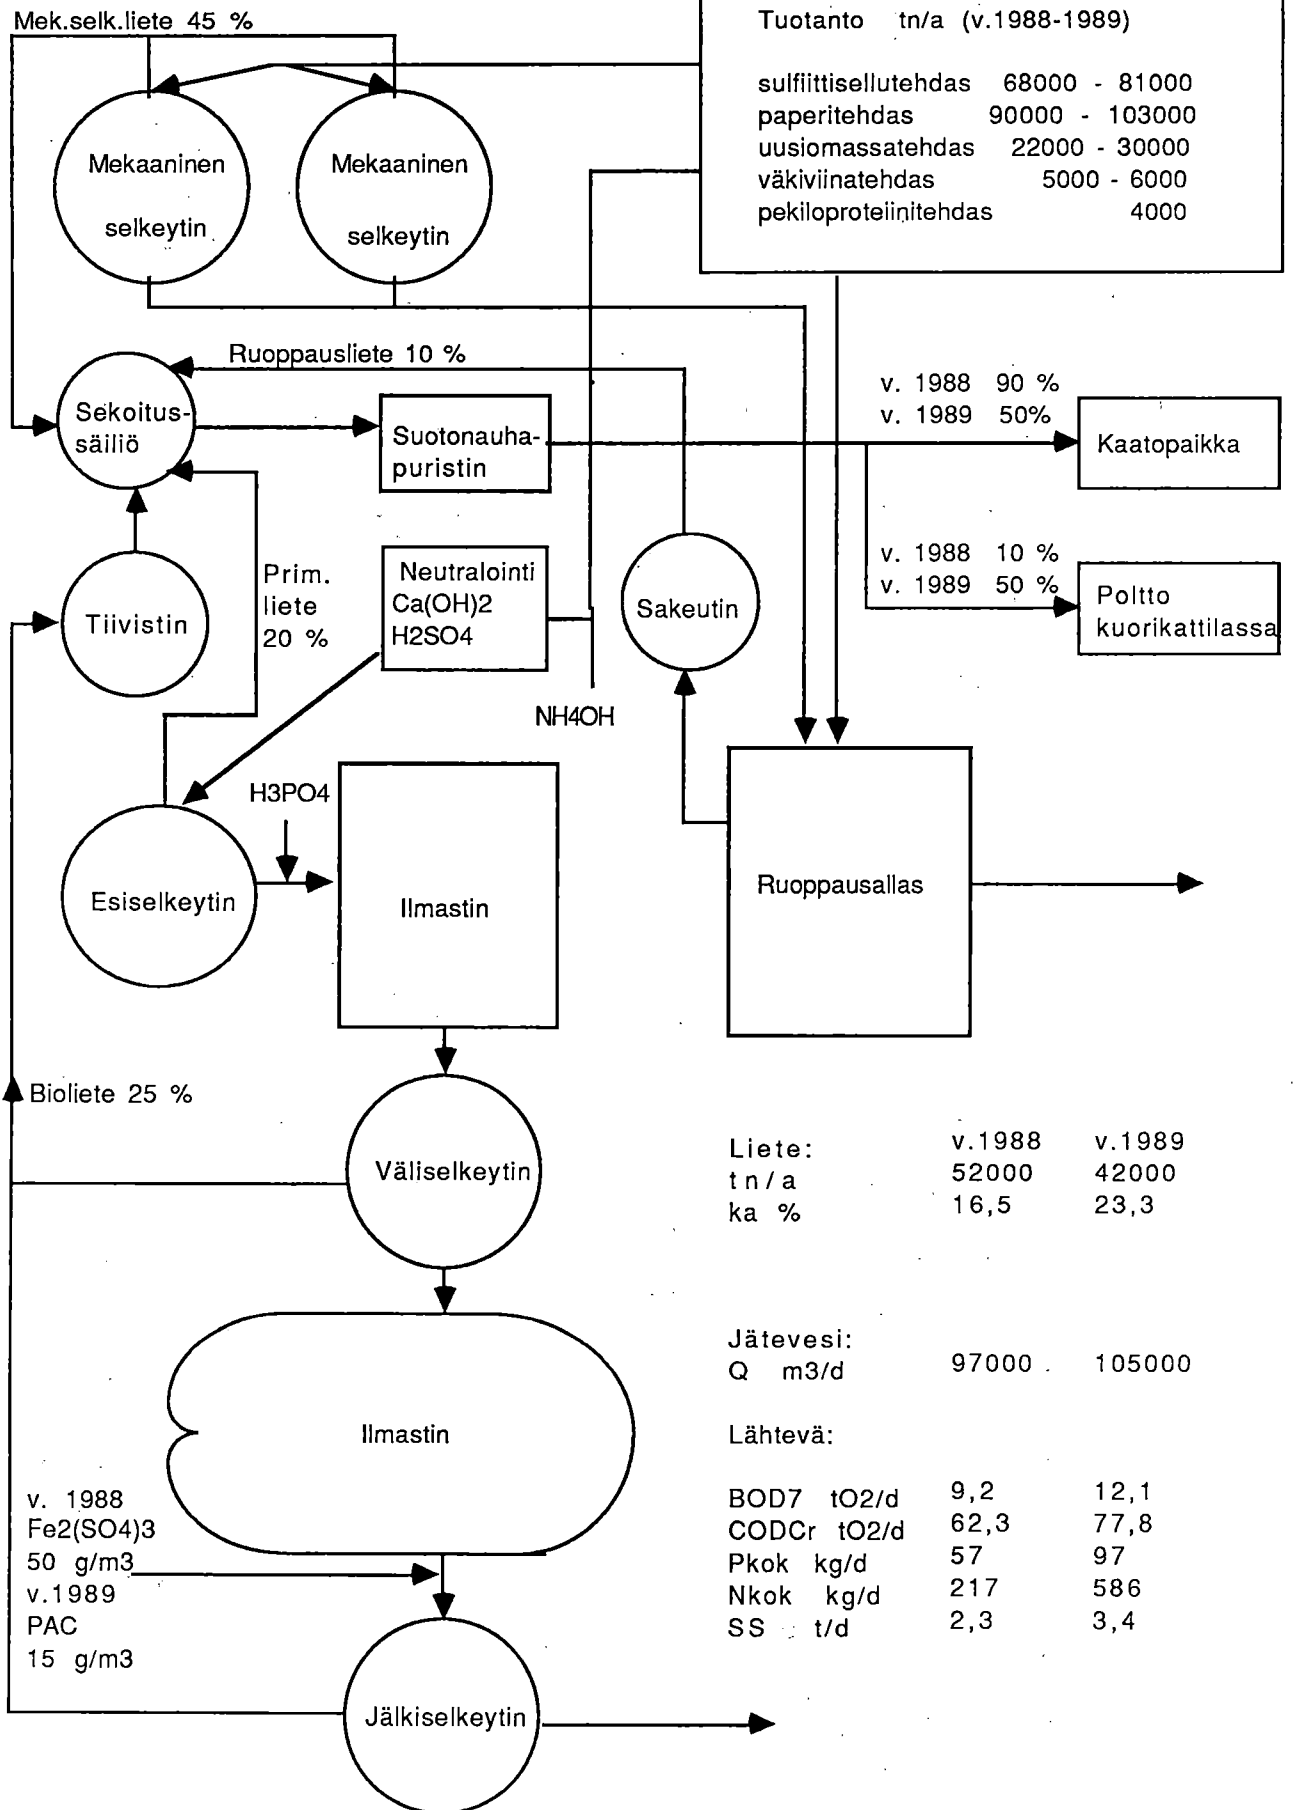 Mek.selk.liete 45 %
Tuotanto tn/a (v.1988-1989)
sulfiittisellutehdas 68000 - 81000
paperitehdas 90000 - 103000
uusiomassatehdas 22000 - 30000
väkiviinatehdas 5000 - 6000
pekiloproteiinitehdas 4000
Mekaaninen
selkeytin
Mekaaninen
selkeytin
Ruoppausliete 10 %
Sekoitus-
säiliö
Suotonauha-
puristin
v. 1988 90 %
v. 1989 50%
Kaatopaikka
v. 1988 10 %
v. 1989 50 %
Poltto
kuorikattilassa
Tiivistin
Prim.
liete
20 %
Neutralointi
Ca(OH)2
H2SO4
NH4OH
Sakeutin
H3PO4
Esiselkeytin
Ilmastin
Ruoppausallas
Bioliete 25 %
Väliselkeytin
Liete: v.1988 v.1989
tn/a 52000 42000
ka % 16,5 23,3
Jätevesi:
Q m3/d 97000 105000
Ilmastin
Lähtevä:
BOD7 tO2/d 9,2 12,1
CODCr tO2/d 62,3 77,8
Pkok kg/d 57 97
Nkok kg/d 217 586
SS t/d 2,3 3,4
v. 1988
Fe2(SO4)3
50 g/m3
v.1989
PAC
15 g/m3
Jälkiselkeytin